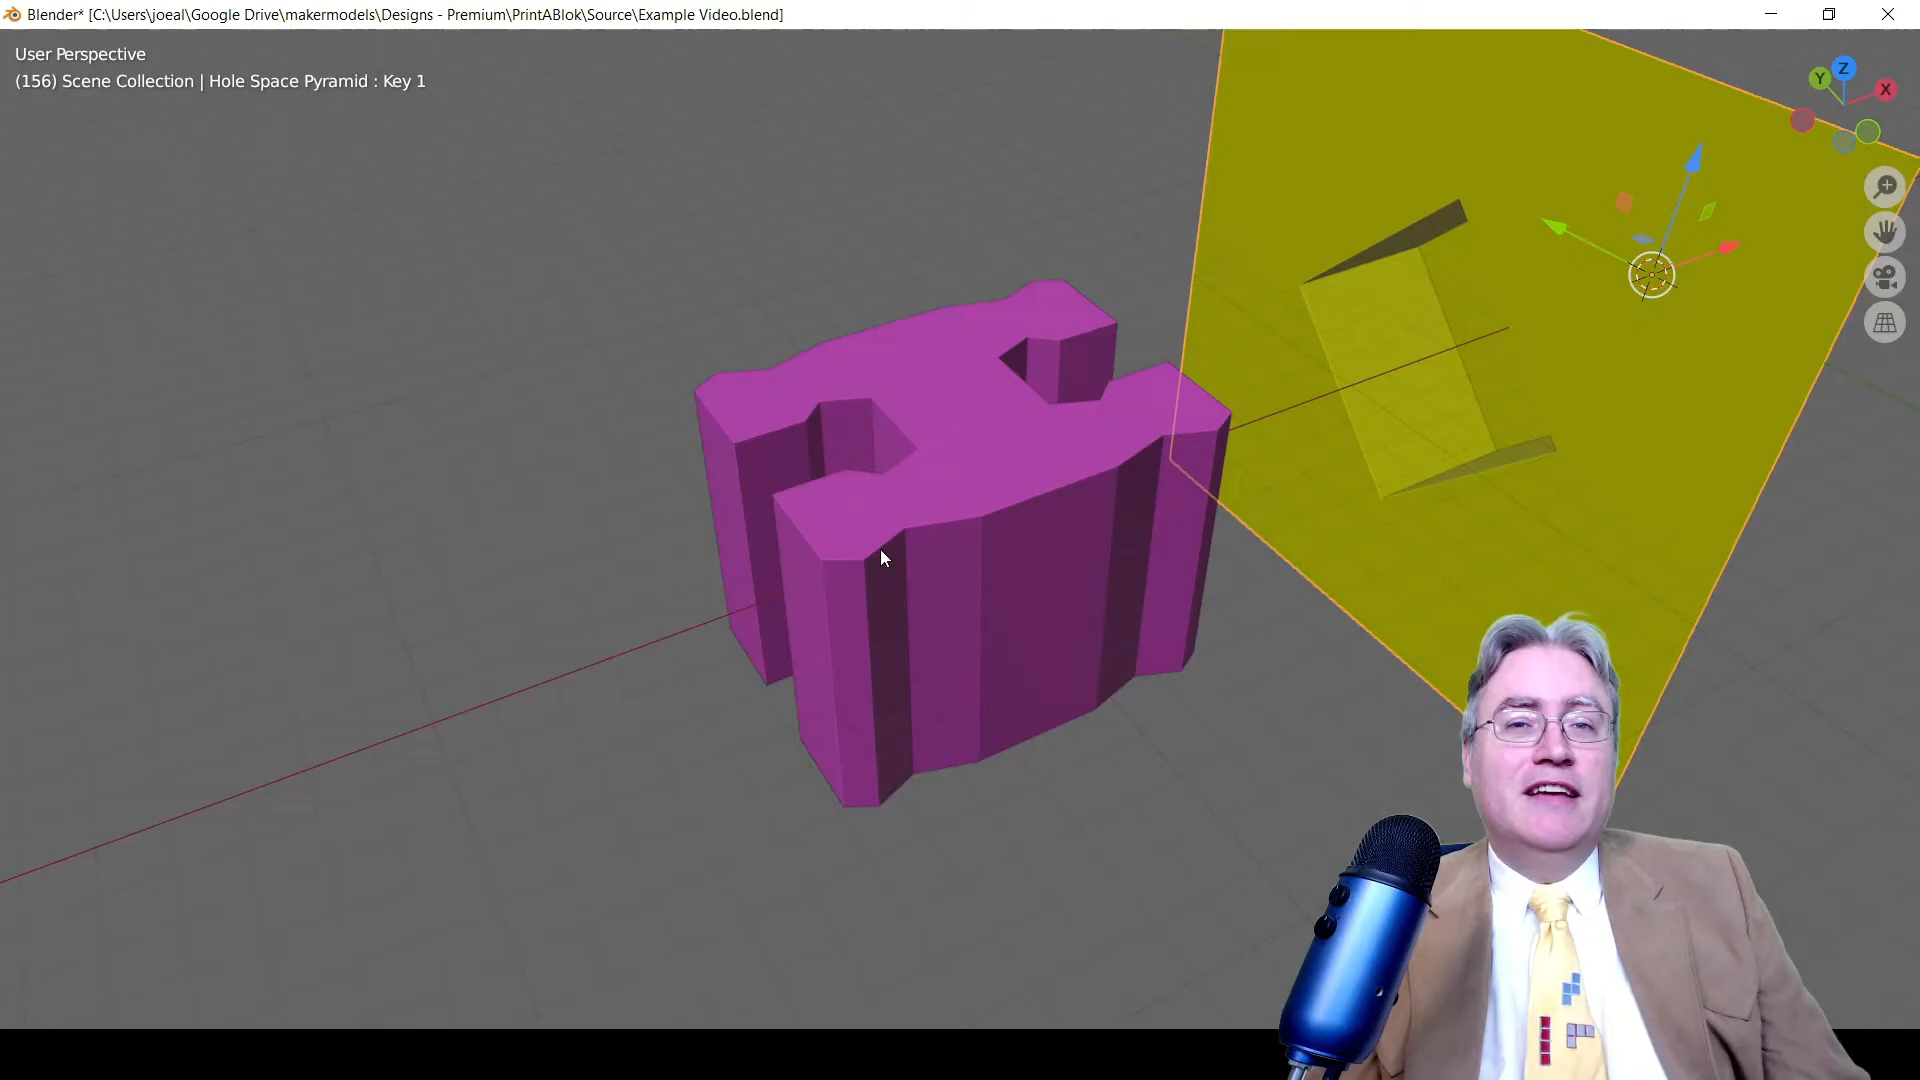 Blender* [C:\Users\joeal\Google Drive\makermodels\Designs - Premium\PrintABlok\Source\Example Video.blend]
User Perspective
(156) Scene Collection | Hole Space Pyramid : Key 1
Z
Y
X